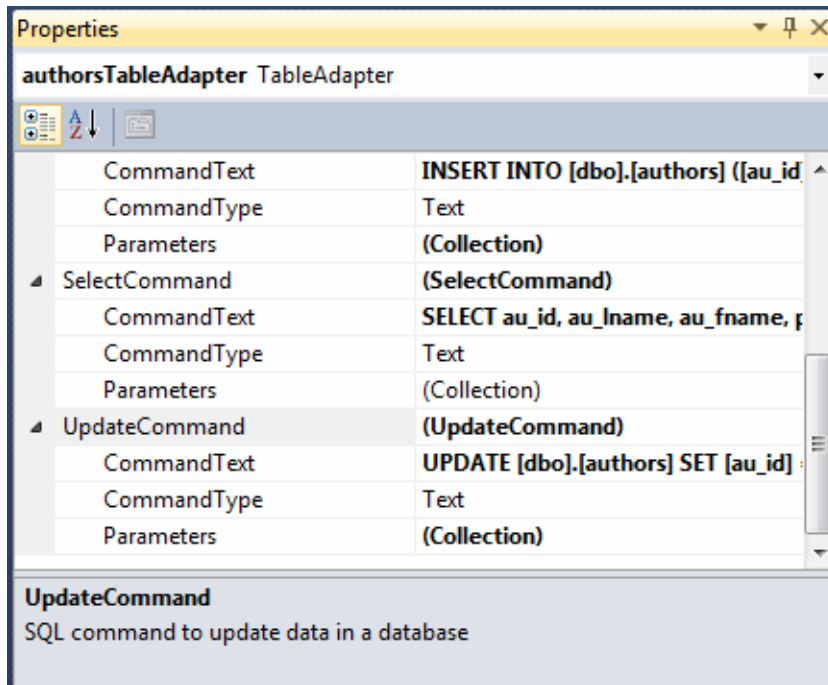 Properties
authorsTableAdapter TableAdapter
CommandText INSERT INTO [dbo].[authors] ([au_id]
CommandType Text
Parameters (Collection)
SelectCommand (SelectCommand)
CommandText SELECT au_id, au_lname, au_fname, p
CommandType Text
Parameters (Collection)
UpdateCommand (UpdateCommand)
CommandText UPDATE [dbo].[authors] SET [au_id] =
CommandType Text
Parameters (Collection)
UpdateCommand
SQL command to update data in a database